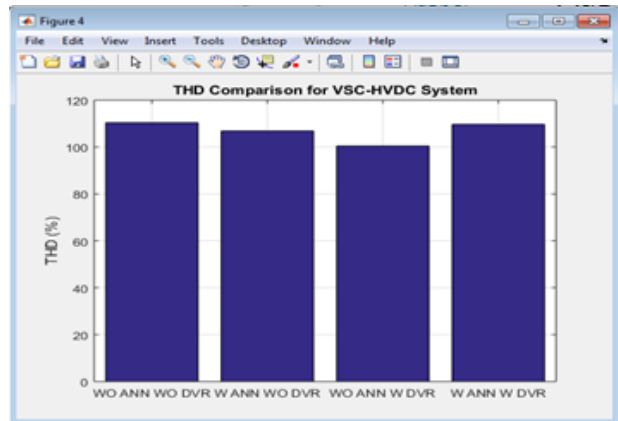 Figure 4
File Edit View Insert Tools Desktop Window Help
THD Comparison for VSC-HVDC System
120
100
80
60
40
20
0
THD (%)
WO ANN WO DVR W ANN WO DVR WO ANN W DVR W ANN W DVR